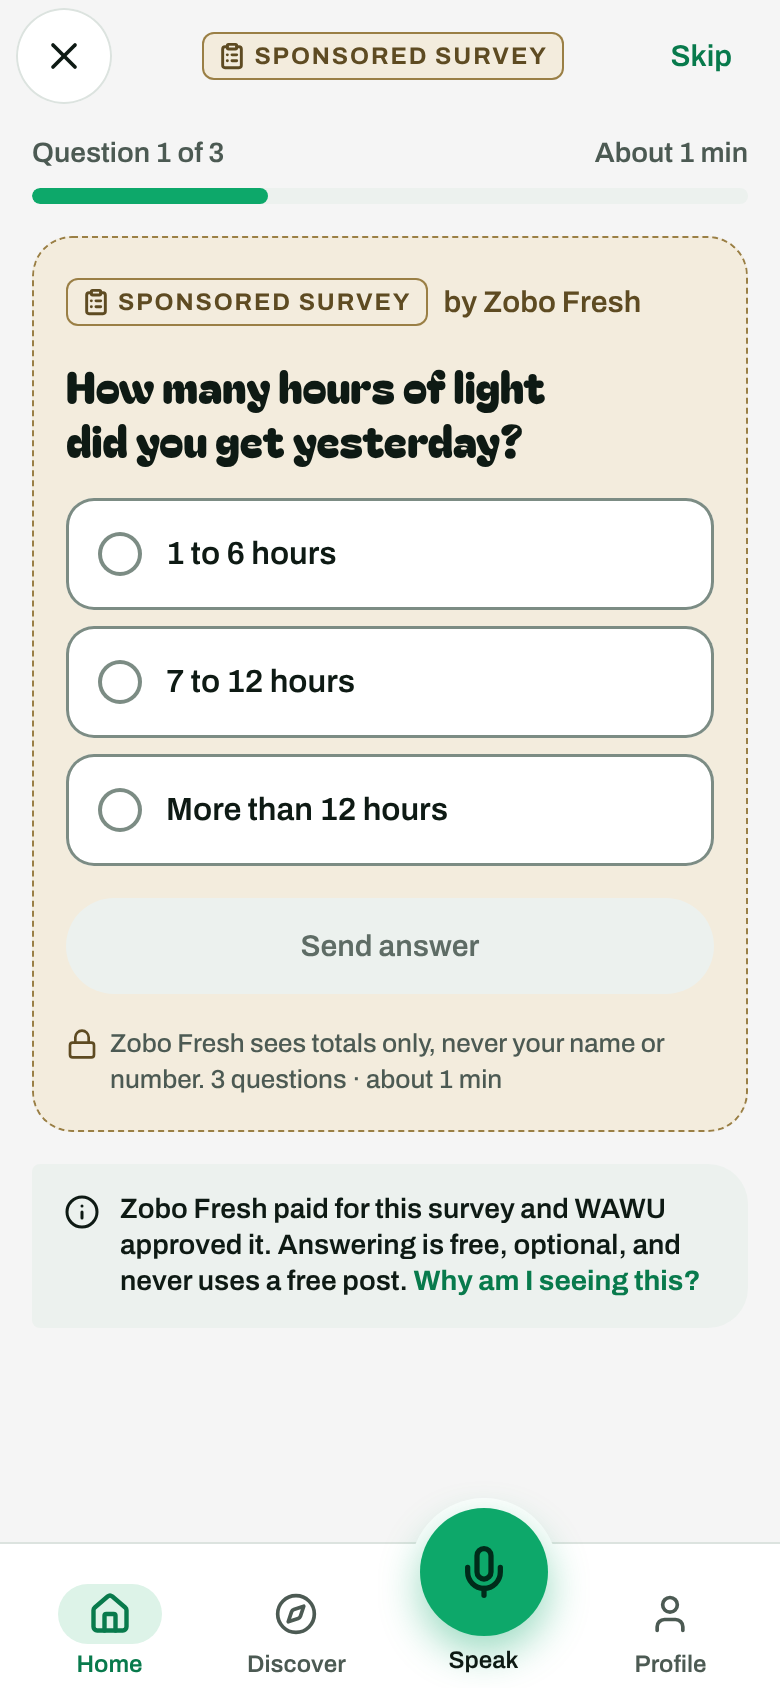 SPONSORED SURVEY
Skip
Question 1 of 3
About 1 min
SPONSORED SURVEY by Zobo Fresh
How many hours of light
did you get yesterday?
1 to 6 hours
7 to 12 hours
More than 12 hours
Send answer
Zobo Fresh sees totals only, never your name or
number. 3 questions · about 1 min
Zobo Fresh paid for this survey and WAWU
approved it. Answering is free, optional, and
never uses a free post. Why am I seeing this?
Home
Discover
Speak
Profile